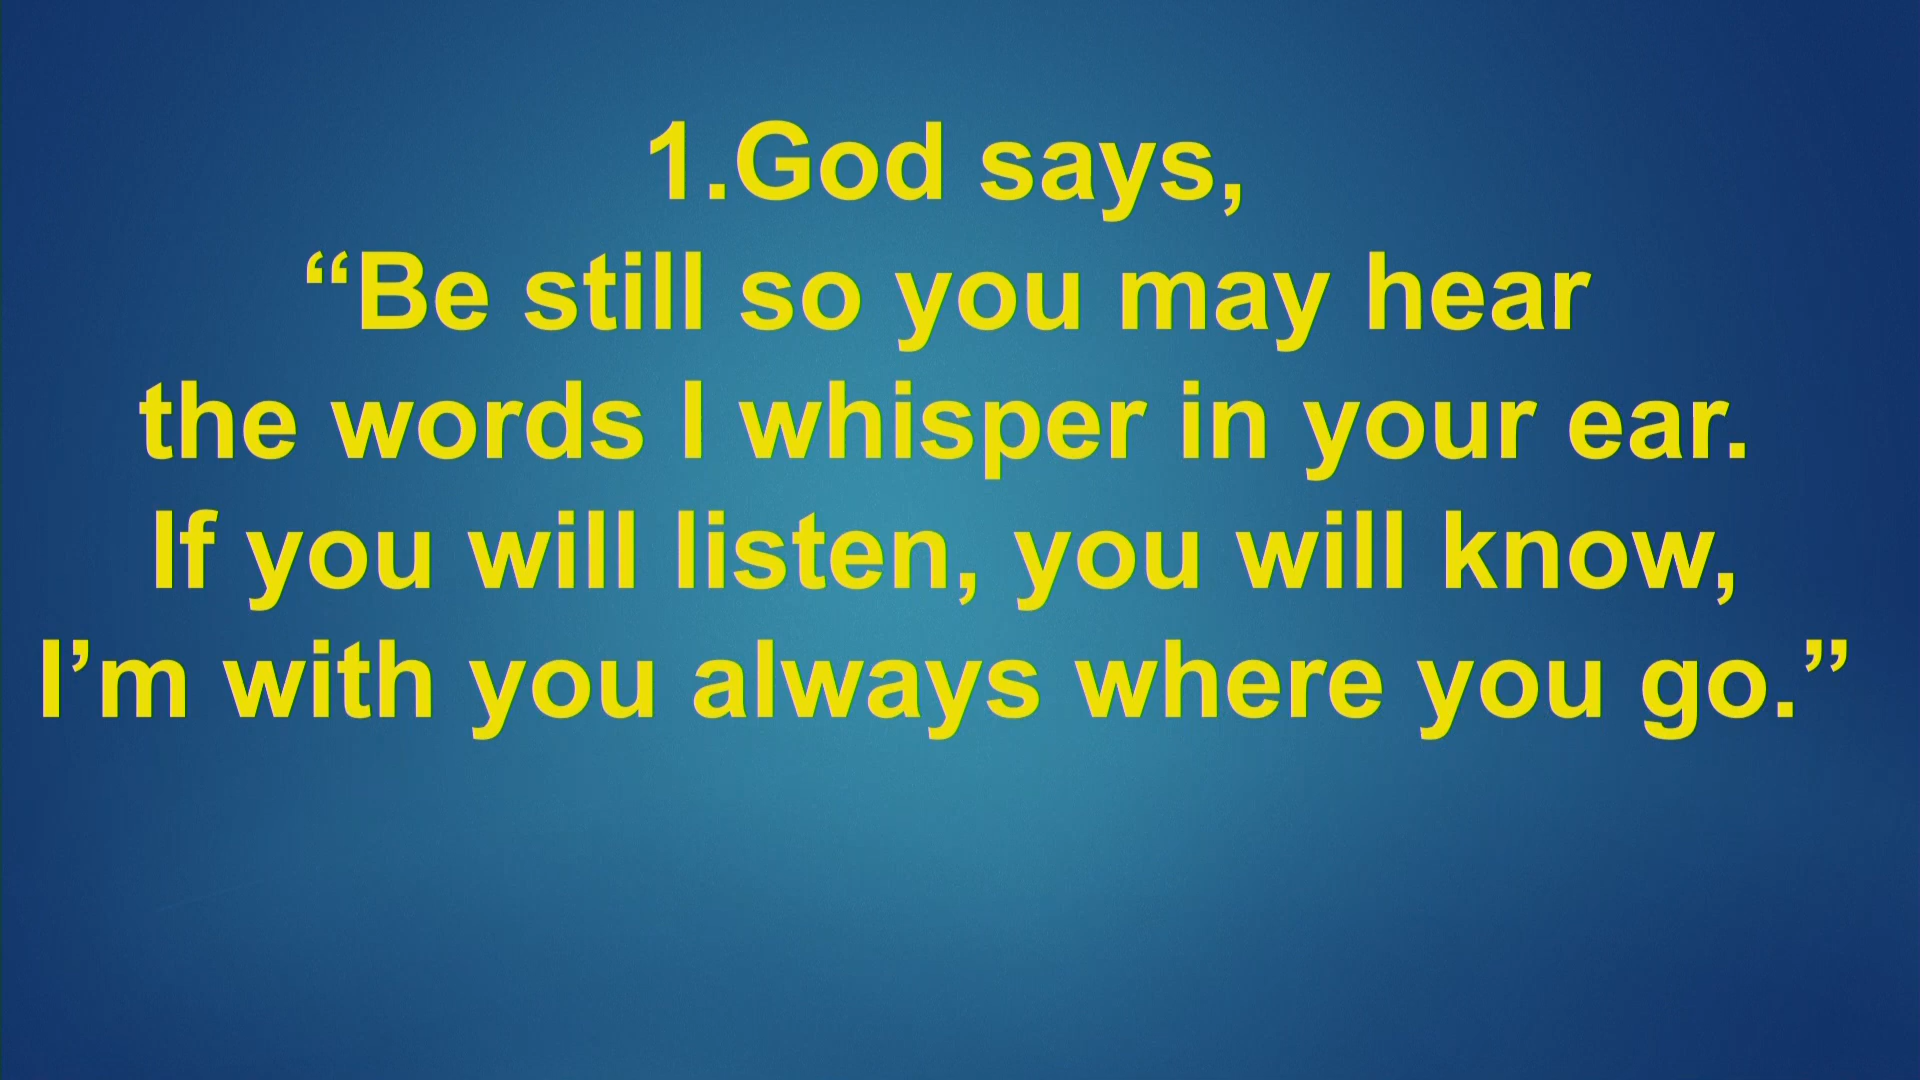 1.God says,
“Be still so you may hear
the words I whisper in your ear.
If you will listen, you will know,
I’m with you always where you go.”